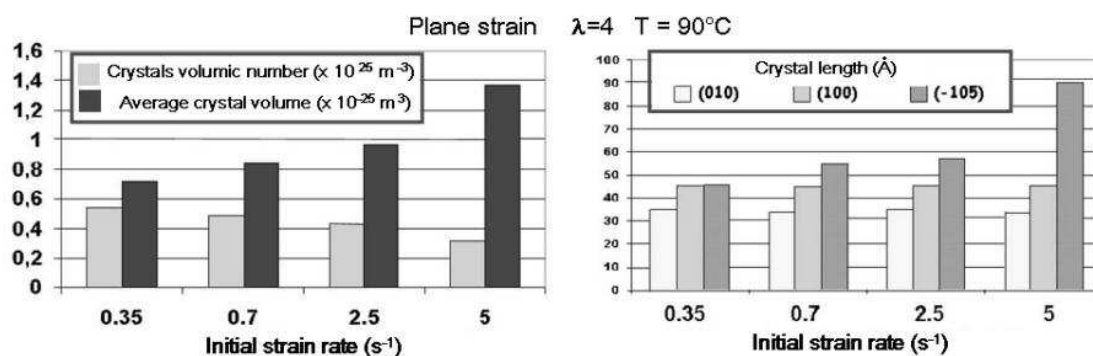 Plane strain λ=4 T = 90°C
1,6
1,4
1,2
1
0,8
0,6
0,4
0,2
0
Crystals volumic number (x 10 25 m-3)
Average crystal volume (x 10-25 m3)
0.35 0.7 2.5 5
Initial strain rate (s-1)
100
90
80
70
60
50
40
30
20
10
0
Crystal length (Å)
(010) (100) (-105)
0.35 0.7 2.5 5
Initial strain rate (s-1)